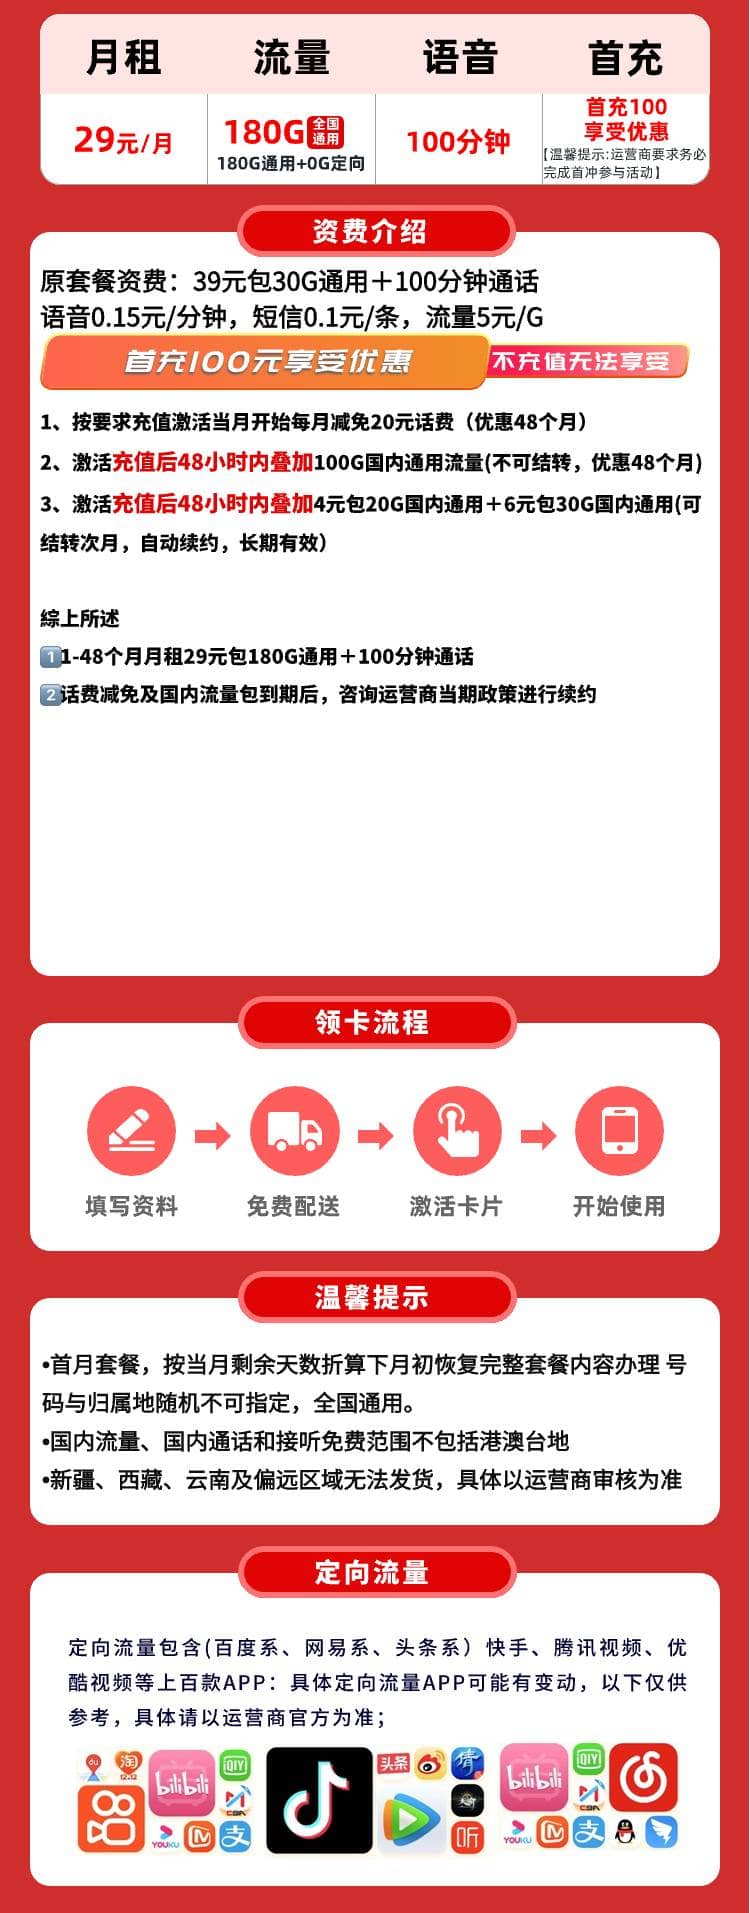 月租 流量 语音 首充
29元/月
180G全国通用
180G通用+0G定向
100分钟
首充100
享受优惠
【温馨提示:运营商要求务必
完成首冲参与活动】
资费介绍
原套餐资费：39元包30G通用＋100分钟通话
语音0.15元/分钟，短信0.1元/条，流量5元/G
首充100元享受优惠 不充值无法享受
1、按要求充值激活当月开始每月减免20元话费（优惠48个月）
2、激活充值后48小时内叠加100G国内通用流量(不可结转，优惠48个月)
3、激活充值后48小时内叠加4元包20G国内通用＋6元包30G国内通用(可
结转次月，自动续约，长期有效）
综上所述
1️⃣1-48个月月租29元包180G通用＋100分钟通话
2️⃣话费减免及国内流量包到期后，咨询运营商当期政策进行续约
领卡流程
填写资料 免费配送 激活卡片 开始使用
温馨提示
•首月套餐，按当月剩余天数折算下月初恢复完整套餐内容办理 号
码与归属地随机不可指定，全国通用。
•国内流量、国内通话和接听免费范围不包括港澳台地
•新疆、西藏、云南及偏远区域无法发货，具体以运营商审核为准
定向流量
定向流量包含(百度系、网易系、头条系）快手、腾讯视频、优
酷视频等上百款APP：具体定向流量APP可能有变动，以下仅供
参考，具体请以运营商官方为准；
du 淘 12.12 bilibili QIY CBA YOUKU 支
头条 倩 听
bilibili QIY CBA YOUKU 支